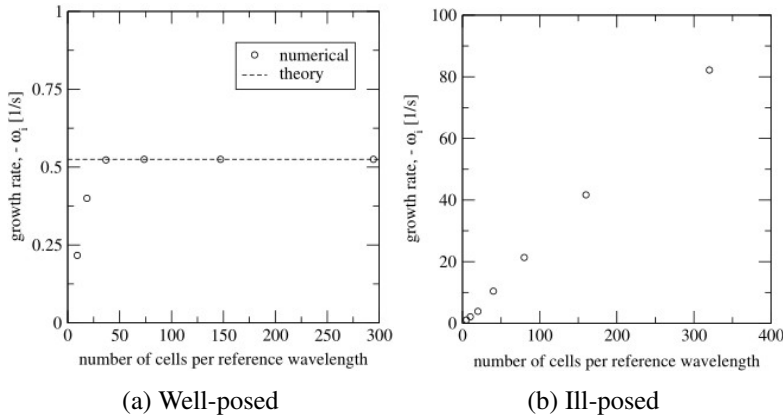 1
0.75
0.5
0.25
0
growth rate, - ωi [1/s]
numerical
theory
0 50 100 150 200 250 300
number of cells per reference wavelength
(a) Well-posed
100
80
60
40
20
0
growth rate, - ωi [1/s]
0 100 200 300 400
number of cells per reference wavelength
(b) Ill-posed